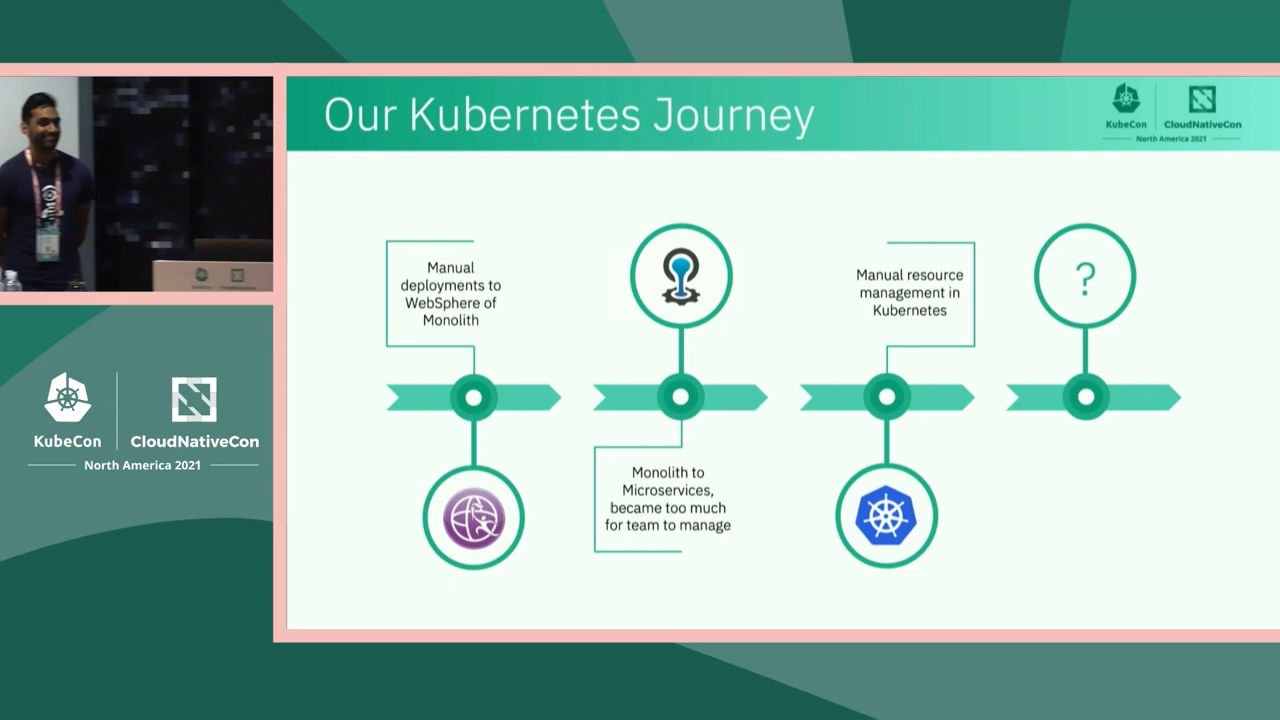 Our Kubernetes Journey
KubeCon
CloudNativeCon
North America 2021
Manual
deployments to
WebSphere of
Monolith
Monolith to
Microservices,
became too much
for team to manage
Manual resource
management in
Kubernetes
?
KubeCon
CloudNativeCon
North America 2021